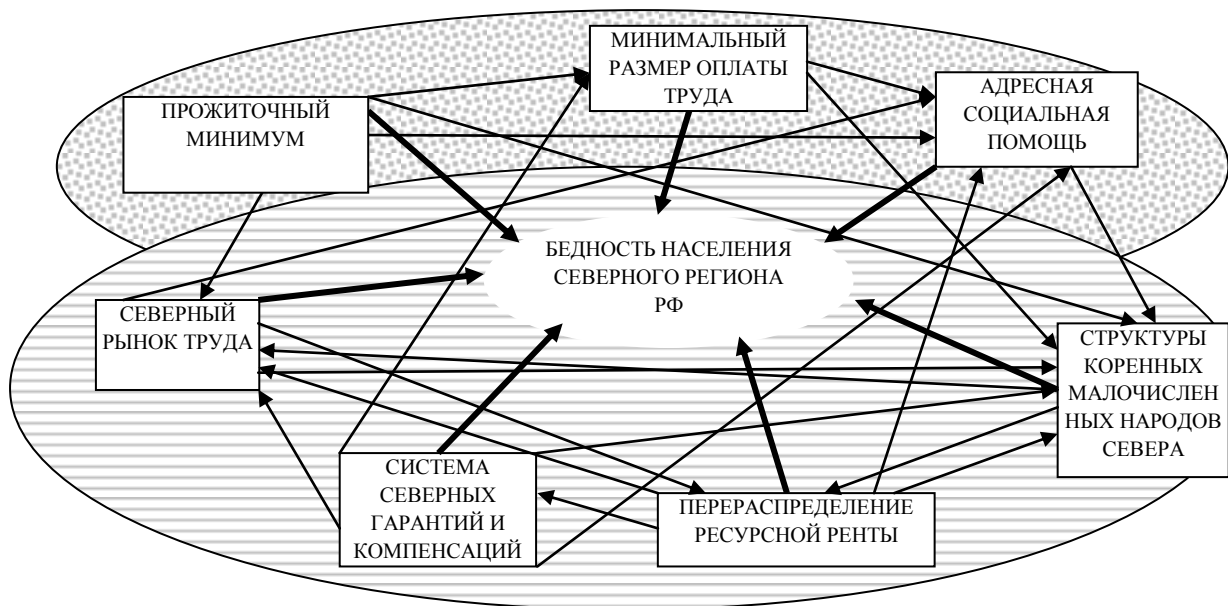 МИНИМАЛЬНЫЙ
РАЗМЕР ОПЛАТЫ
ТРУДА
АДРЕСНАЯ
СОЦИАЛЬНАЯ
ПОМОЩЬ
ПРОЖИТОЧНЫЙ
МИНИМУМ
БЕДНОСТЬ НАСЕЛЕНИЯ
СЕВЕРНОГО РЕГИОНА
РФ
СЕВЕРНЫЙ
РЫНОК ТРУДА
СТРУКТУРЫ
КОРЕННЫХ
МАЛОЧИСЛЕН
НЫХ НАРОДОВ
СЕВЕРА
СИСТЕМА
СЕВЕРНЫХ
ГАРАНТИЙ И
КОМПЕНСАЦИЙ
ПЕРЕРАСПРЕДЕЛЕНИЕ
РЕСУРСНОЙ РЕНТЫ